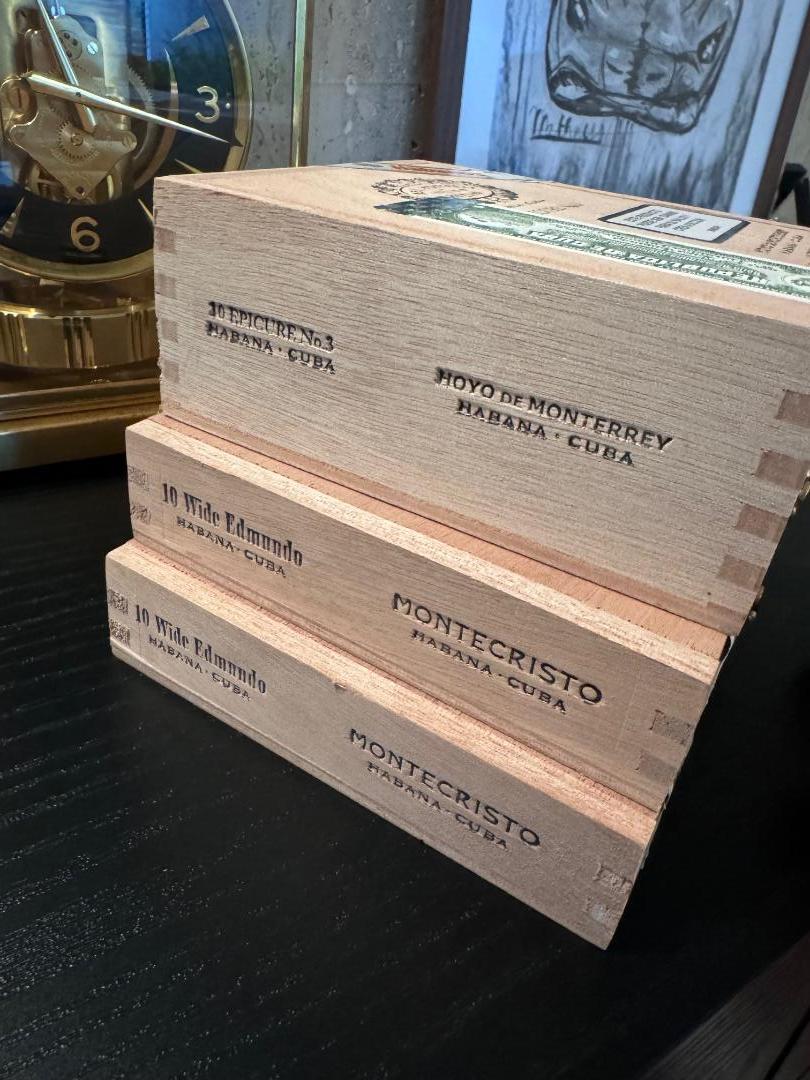 3
6
10 EPICURE No.3
HABANA · CUBA
HOYO DE MONTERREY
HABANA · CUBA
10 Wide Edmundo
HABANA · CUBA
MONTECRISTO
HABANA · CUBA
10 Wide Edmundo
HABANA · CUBA
MONTECRISTO
HABANA · CUBA